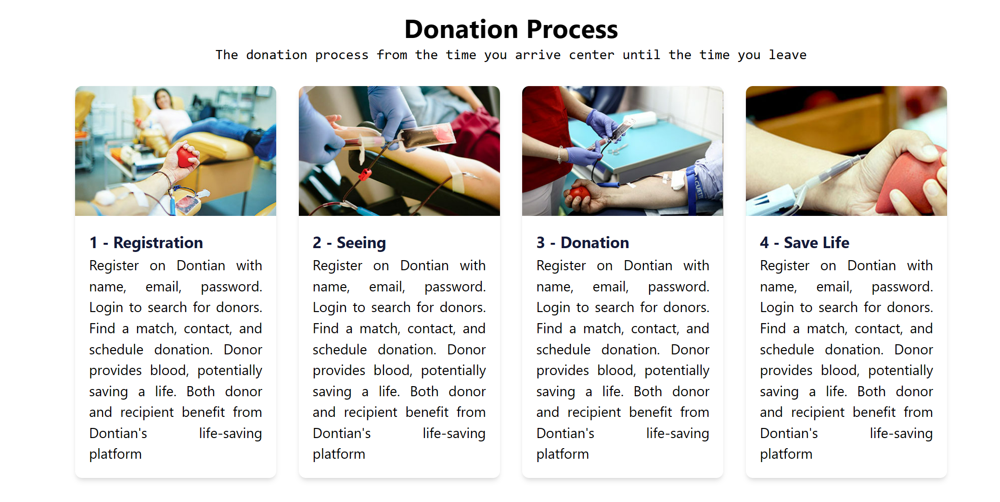 Donation Process
The donation process from the time you arrive center until the time you leave
1 - Registration
Register on Dontian with
name, email, password.
Login to search for donors.
Find a match, contact, and
schedule donation. Donor
provides blood, potentially
saving a life. Both donor
and recipient benefit from
Dontian's life-saving
platform
2 - Seeing
Register on Dontian with
name, email, password.
Login to search for donors.
Find a match, contact, and
schedule donation. Donor
provides blood, potentially
saving a life. Both donor
and recipient benefit from
Dontian's life-saving
platform
3 - Donation
Register on Dontian with
name, email, password.
Login to search for donors.
Find a match, contact, and
schedule donation. Donor
provides blood, potentially
saving a life. Both donor
and recipient benefit from
Dontian's life-saving
platform
4 - Save Life
Register on Dontian with
name, email, password.
Login to search for donors.
Find a match, contact, and
schedule donation. Donor
provides blood, potentially
saving a life. Both donor
and recipient benefit from
Dontian's life-saving
platform